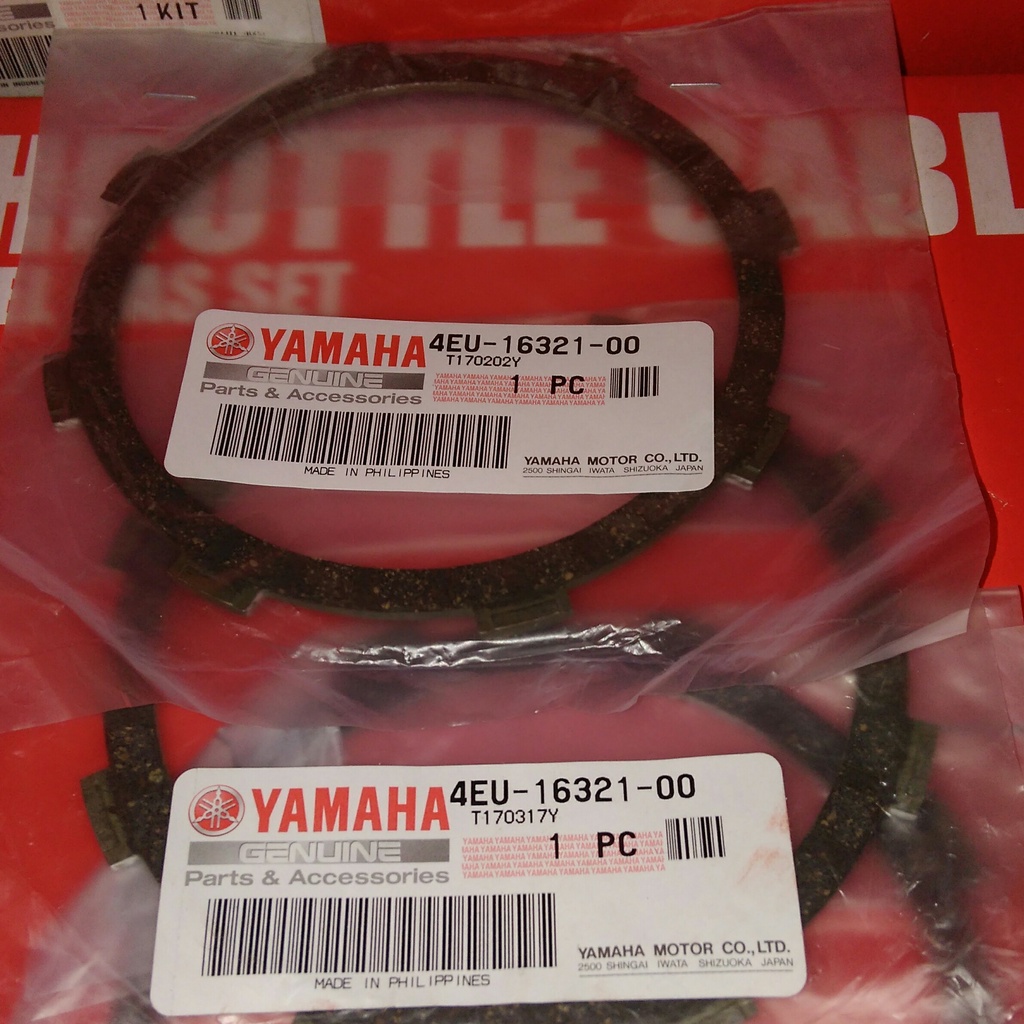 1 KIT
THROTTLE CABL
GAS SET
YAMAHA 4EU-16321-00
T170202Y
GENUINE 1 PC
Parts & Accessories
MADE IN PHILIPPINES
YAMAHA MOTOR CO.,LTD.
2500 SHINGAI IWATA SHIZUOKA JAPAN
YAMAHA 4EU-16321-00
T170317Y
GENUINE 1 PC
Parts & Accessories
MADE IN PHILIPPINES
YAMAHA MOTOR CO.,LTD.
2500 SHINGAI IWATA SHIZUOKA JAPAN